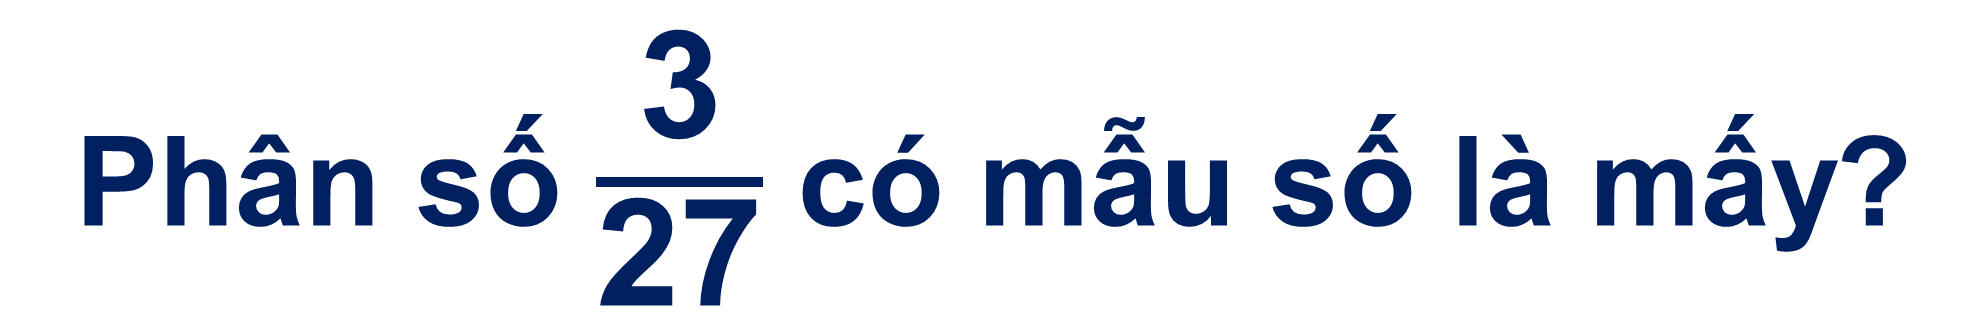 Phân số 3/27 có mẫu số là mấy?